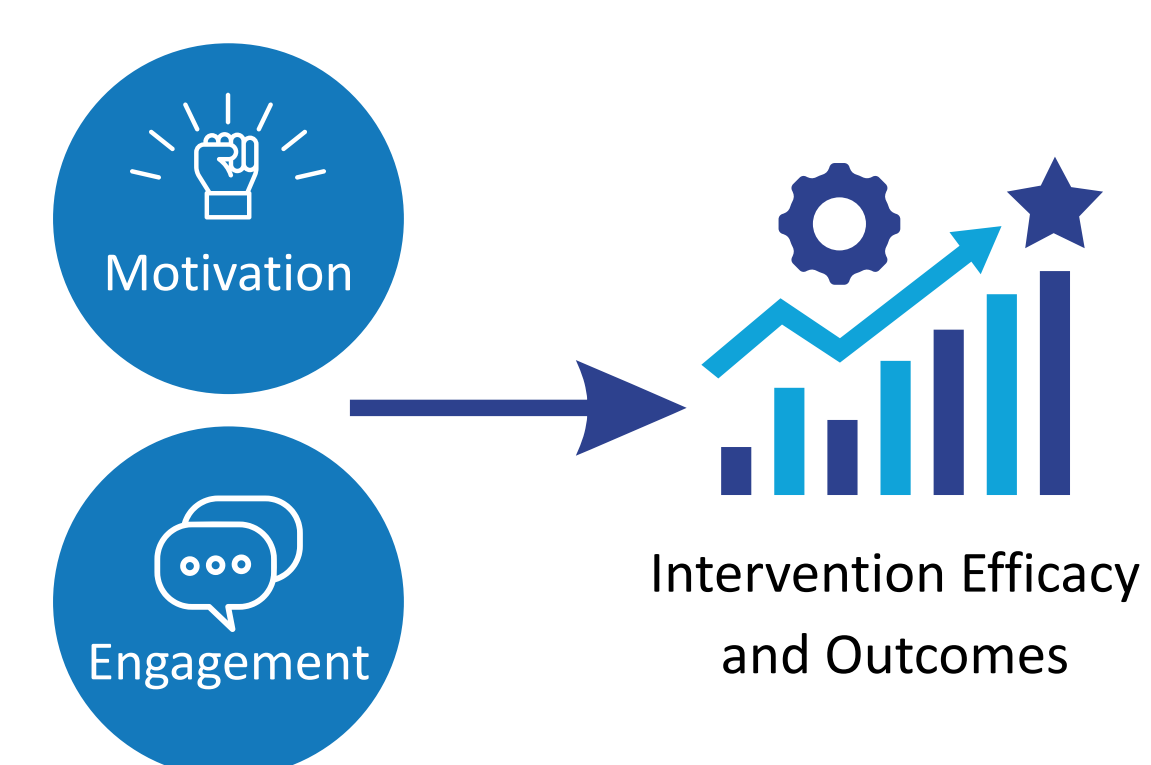 Motivation
Engagement
Intervention Efficacy
and Outcomes